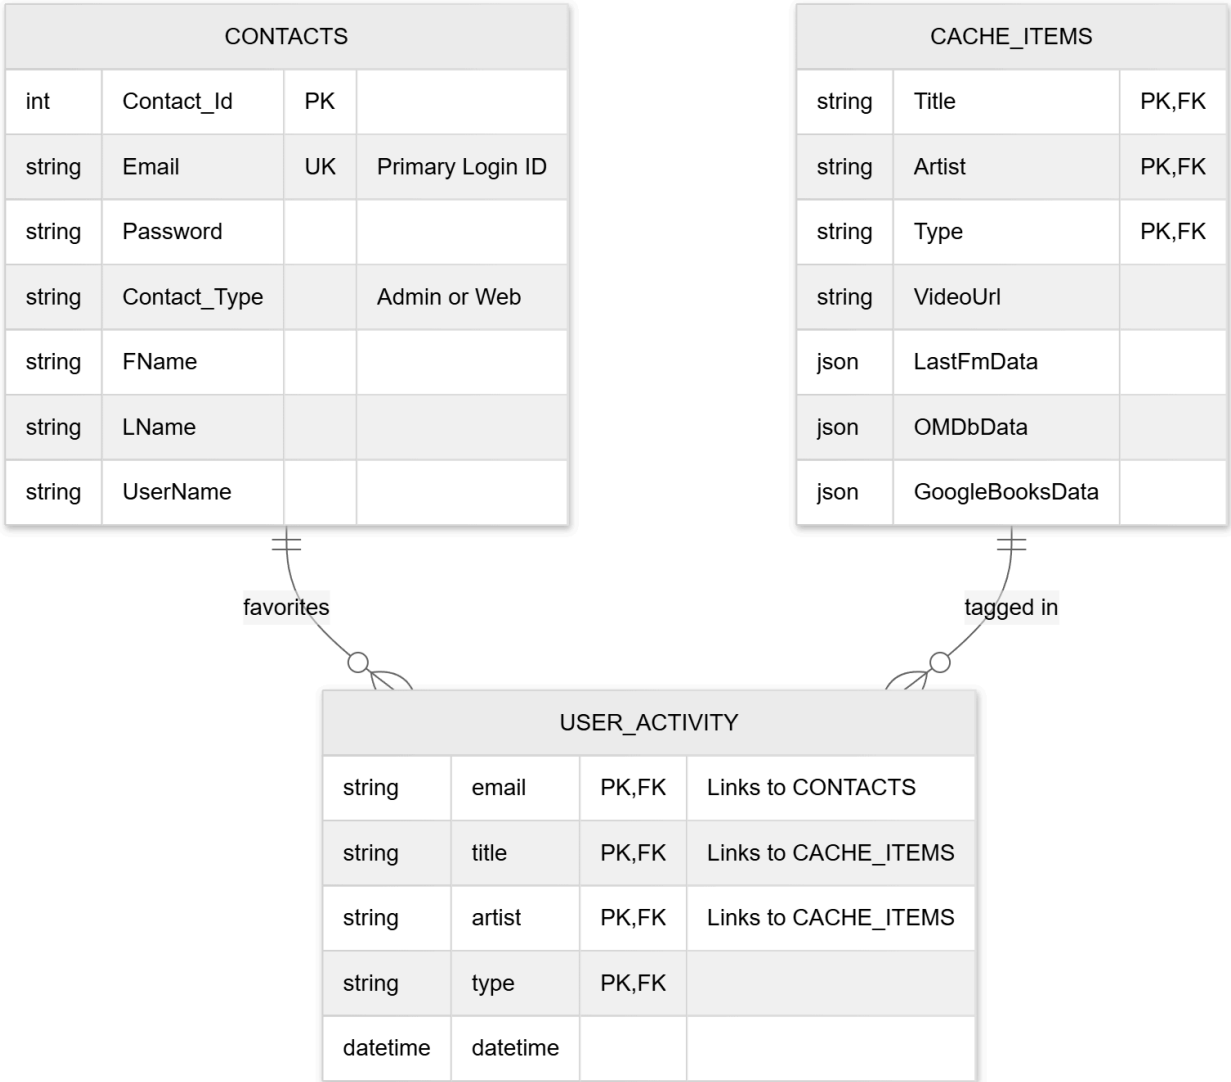 CONTACTS
int Contact_Id PK
string Email UK Primary Login ID
string Password
string Contact_Type Admin or Web
string FName
string LName
string UserName
CACHE_ITEMS
string Title PK,FK
string Artist PK,FK
string Type PK,FK
string VideoUrl
json LastFmData
json OMDbData
json GoogleBooksData
favorites
tagged in
USER_ACTIVITY
string email PK,FK Links to CONTACTS
string title PK,FK Links to CACHE_ITEMS
string artist PK,FK Links to CACHE_ITEMS
string type PK,FK
datetime datetime